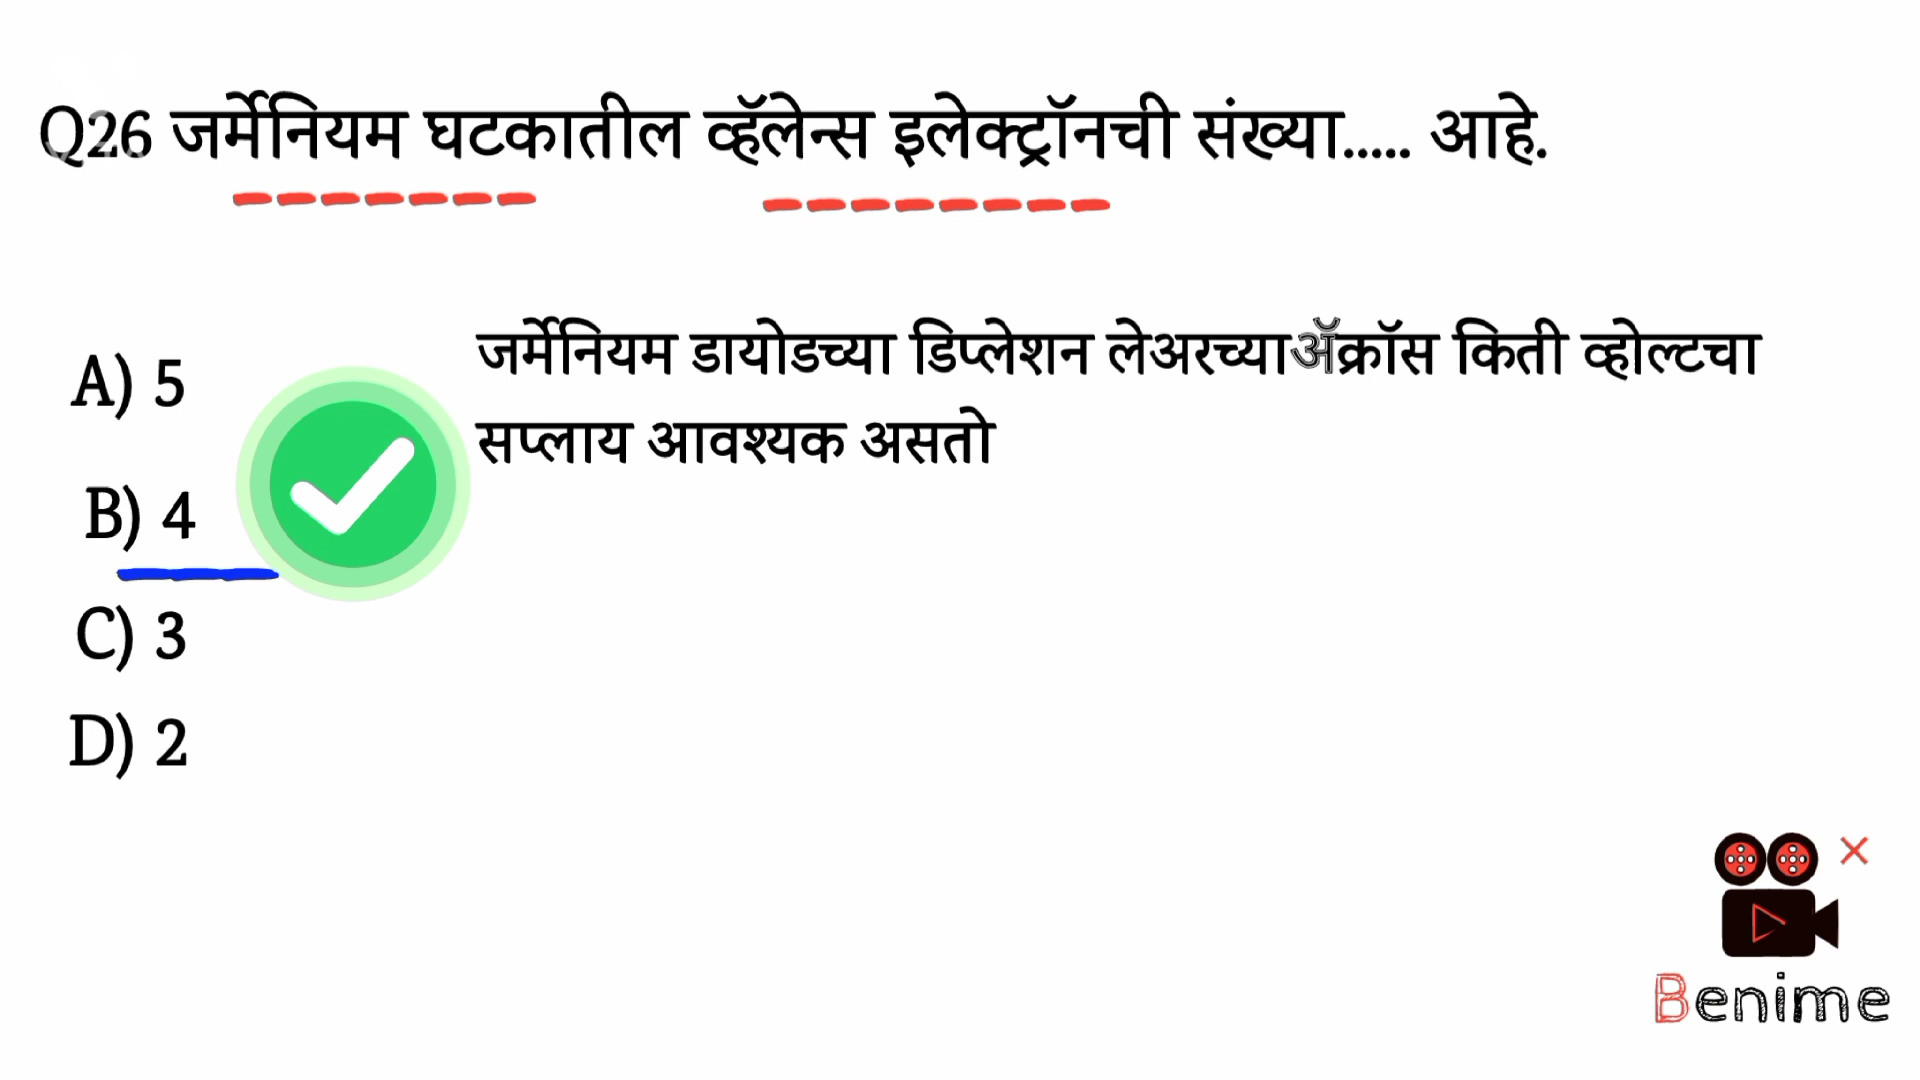 Q26 जर्मेनियम घटकातील व्हॅलेन्स इलेक्ट्रॉनची संख्या..... आहे.
जर्मेनियम डायोडच्या डिप्लेशन लेअरच्याॲक्रॉस किती व्होल्टचा
सप्लाय आवश्यक असतो
A) 5
B) 4
C) 3
D) 2
Benime